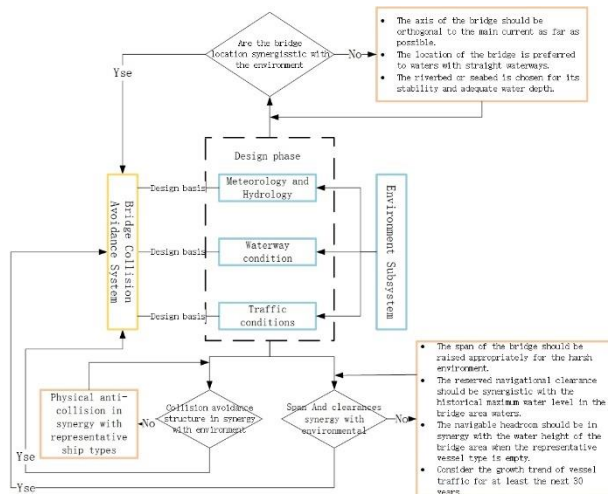 Are the bridge
location synergisstic with
the environment
Yse
No
• The axis of the bridge should be
orthogonal to the main current as far as
possible.
• The location of the bridge is preferred
to waters with straight waterways.
• The riverbed or seabed is chosen for its
stability and adequate water depth.
Design phase
Bridge Collision
Avoidance System
Design basis
Meteorology and
Hydrology
Design basis
Waterway
condition
Design basis
Traffic
conditions
Environment Subsystem
Physical anti-
collision in
synergy with
representative
ship types
No
Collision avoidance
structure in synergy
with environment
Span And clearances
synergy with
environmental
No
• The span of the bridge should be
raised appropriately for the harsh
environment.
• The reserved navigational clearance
should be synergistic with the
historical maximum water level in the
bridge area waters.
• The navigable headroom should be in
synergy with the water height of the
bridge area when the representative
vessel type is empty.
• Consider the growth trend of vessel
traffic for at least the next 30
years.
Yse
Yse